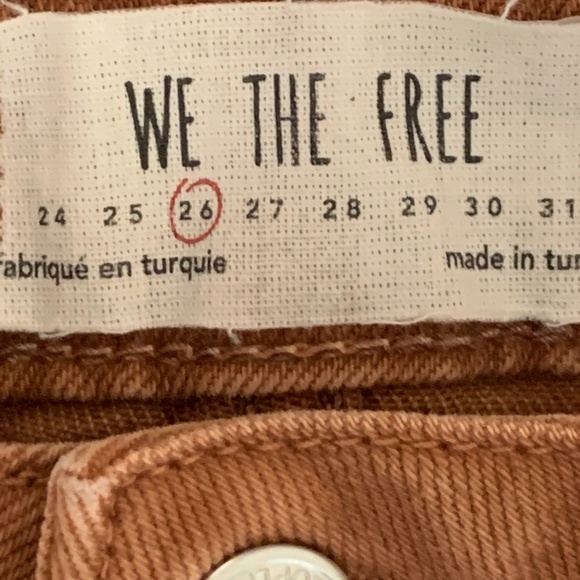 WE THE FREE
24 25 26 27 28 29 30 31
fabriqué en turquie made in tur